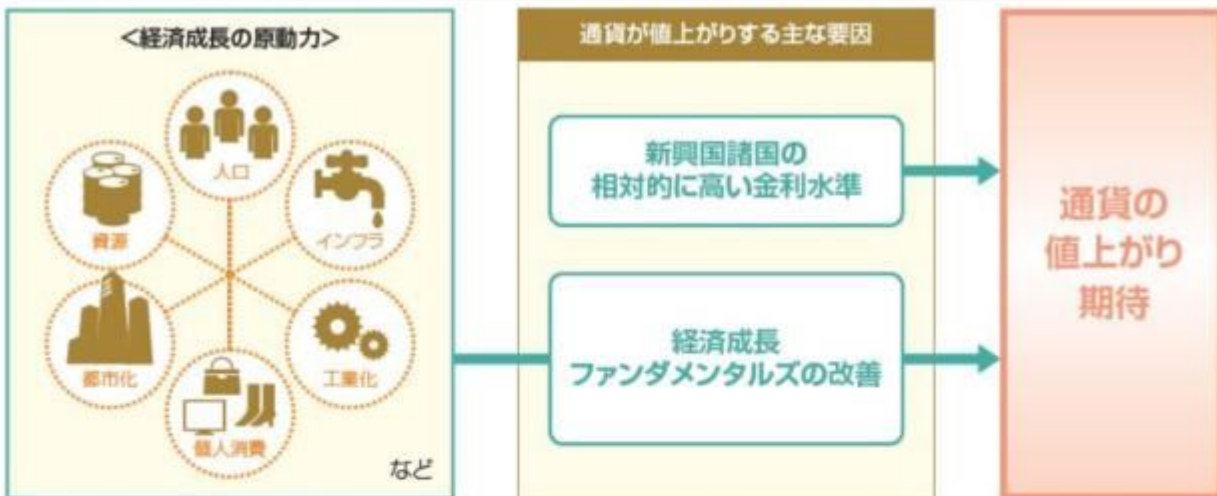 <経済成長の原動力>
人口
資源
インフラ
都市化
工業化
個人消費
など
通貨が値上がりする主な要因
新興国諸国の
相対的に高い金利水準
経済成長
ファンダメンタルズの改善
通貨の
値上がり
期待